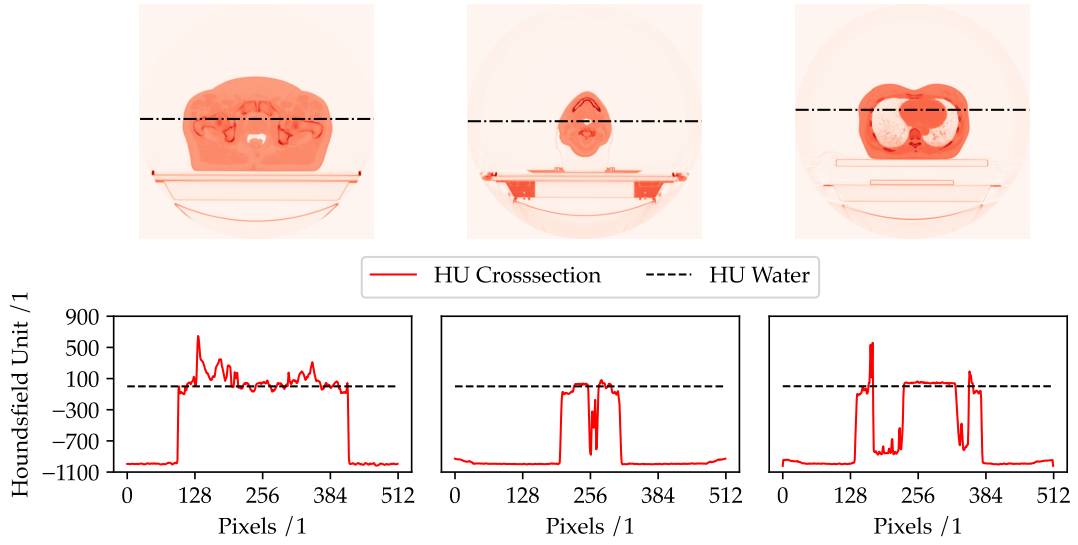 HU Crosssection HU Water
Houndsfield Unit /1
900
500
100
−300
−700
−1100
0 128 256 384 512
0 128 256 384 512
0 128 256 384 512
Pixels /1 Pixels /1 Pixels /1